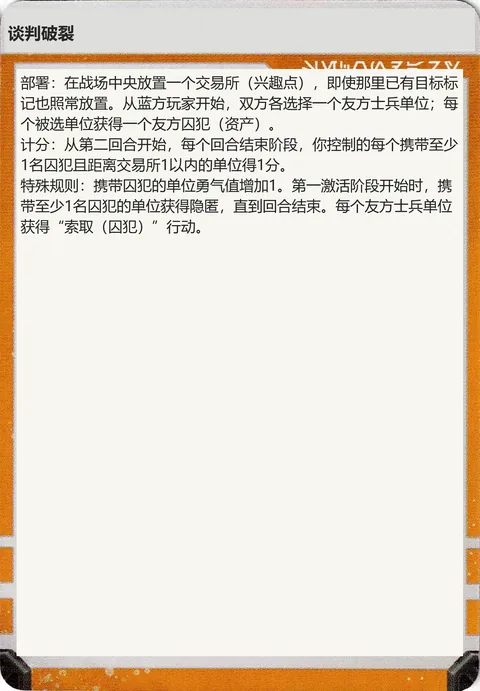 谈判破裂
部署：在战场中央放置一个交易所（兴趣点），即使那里已有目标标
记也照常放置。从蓝方玩家开始，双方各选择一个友方士兵单位；每
个被选单位获得一个友方囚犯（资产）。
计分：从第二回合开始，每个回合结束阶段，你控制的每个携带至少
1名囚犯且距离交易所1以内的单位得1分。
特殊规则：携带囚犯的单位勇气值增加1。第一激活阶段开始时，携
带至少1名囚犯的单位获得隐匿，直到回合结束。每个友方士兵单位
获得“索取（囚犯）”行动。